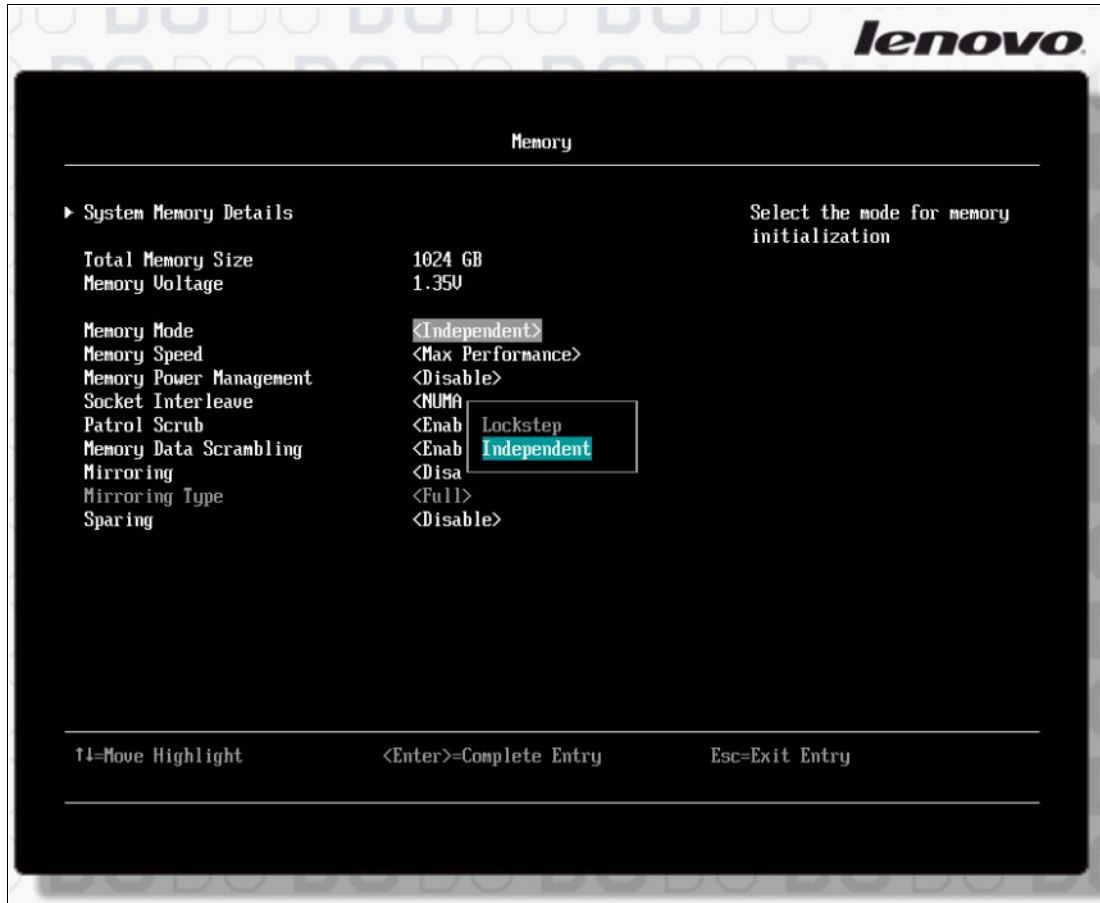 lenovo
Memory
▶ System Memory Details
Select the mode for memory
initialization
Total Memory Size 1024 GB
Memory Voltage 1.35V
Memory Mode <Independent>
Memory Speed <Max Performance>
Memory Power Management <Disable>
Socket Interleave <NUMA
Patrol Scrub <Enab
Lockstep
Memory Data Scrambling <Enab
Independent
Mirroring <Disa
Mirroring Type <Full>
Sparing <Disable>
↑↓=Move Highlight <Enter>=Complete Entry Esc=Exit Entry